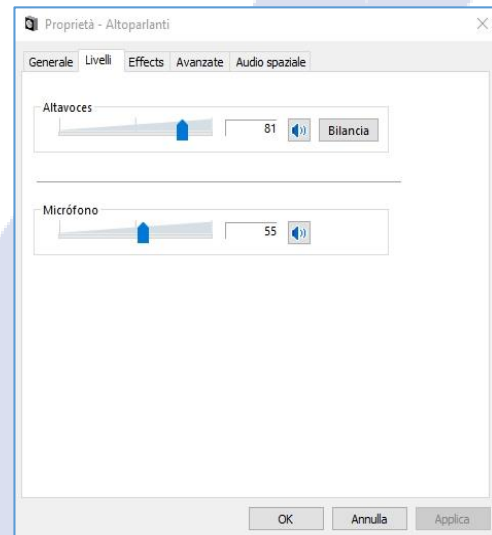 Proprietà - Altoparlanti
Generale Livelli Effects Avanzate Audio spaziale
Altavoces
81 Bilancia
Micrófono
55
OK Annulla Applica